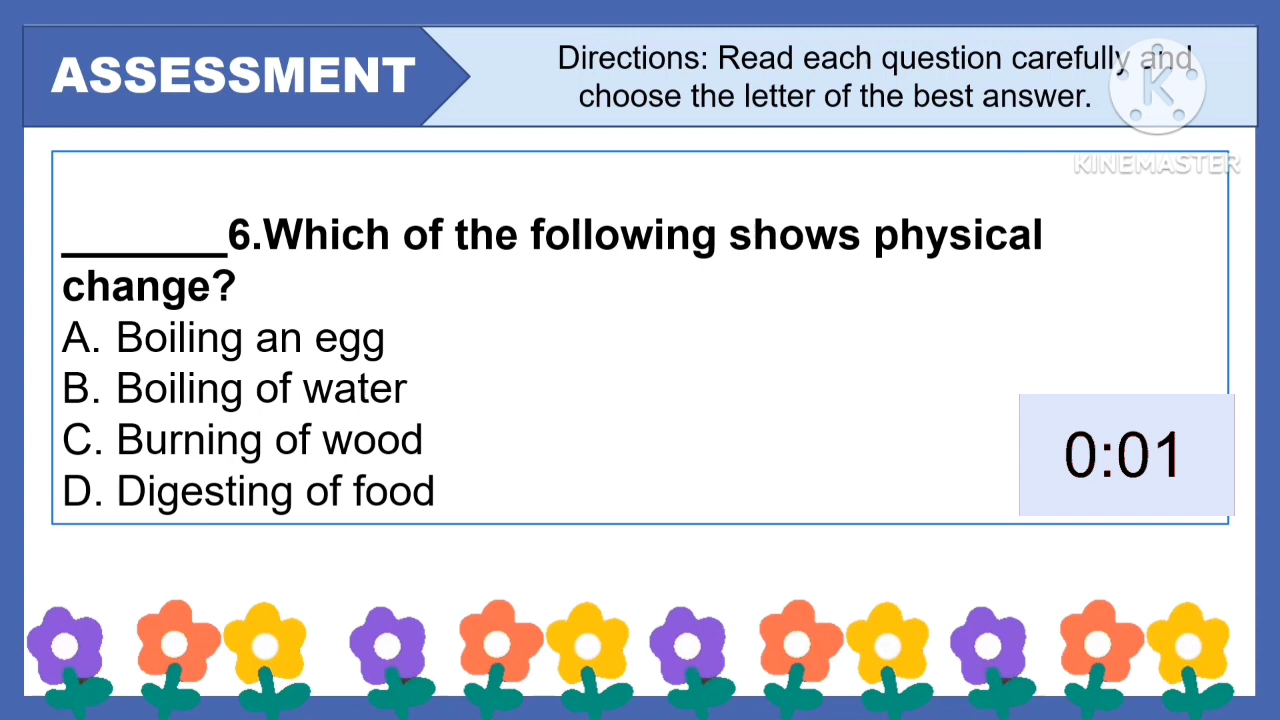 ASSESSMENT
Directions: Read each question carefully and
choose the letter of the best answer.
K
KINEMASTER
_______6.Which of the following shows physical
change?
A. Boiling an egg
B. Boiling of water
C. Burning of wood
D. Digesting of food
0:01